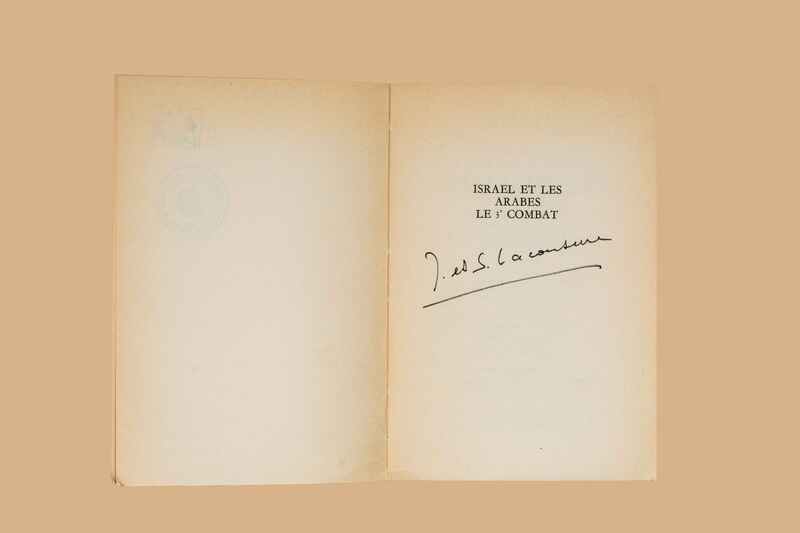 ISRAEL ET LES
ARABES
LE 3e COMBAT
J. et S. Lacouture